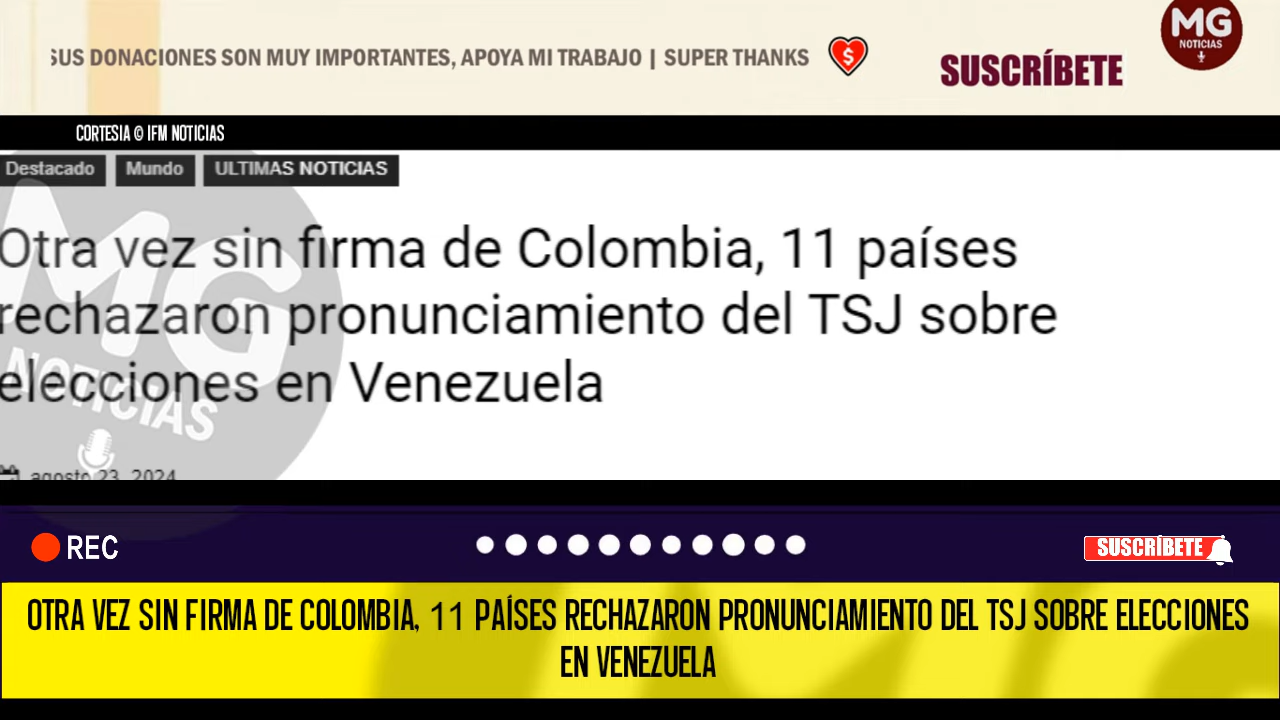 SUS DONACIONES SON MUY IMPORTANTES, APOYA MI TRABAJO | SUPER THANKS
$
SUSCRÍBETE
MG
NOTICIAS
CORTESIA © IFM NOTICIAS
Destacado Mundo ULTIMAS NOTICIAS
Otra vez sin firma de Colombia, 11 países
rechazaron pronunciamiento del TSJ sobre
elecciones en Venezuela
MG
NOTICIAS
agosto 23, 2024
REC
SUSCRÍBETE
OTRA VEZ SIN FIRMA DE COLOMBIA, 11 PAÍSES RECHAZARON PRONUNCIAMIENTO DEL TSJ SOBRE ELECCIONES
EN VENEZUELA